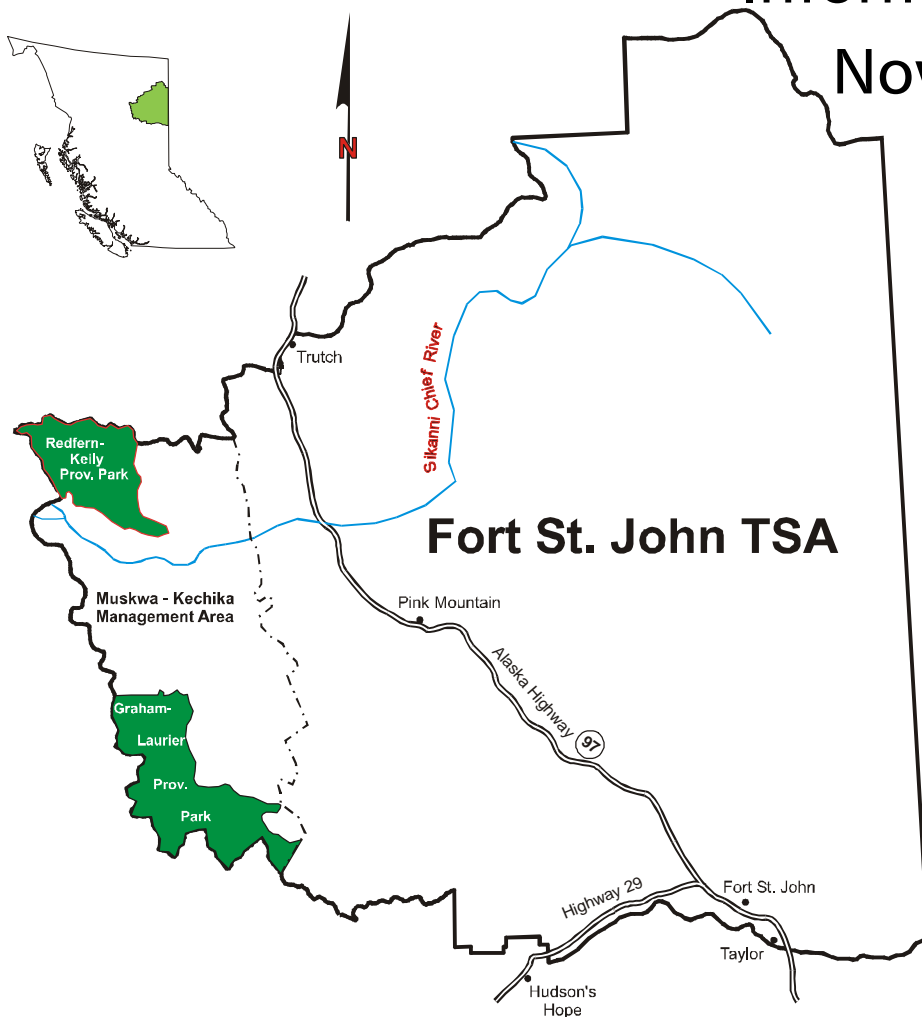 N
Trutch
Sikanni Chief River
Redfern-
Keily
Prov. Park
Fort St. John TSA
Muskwa - Kechika
Management Area
Pink Mountain
Alaska Highway
97
Graham-
Laurier
Prov.
Park
Highway 29
Fort St. John
Taylor
Hudson's
Hope